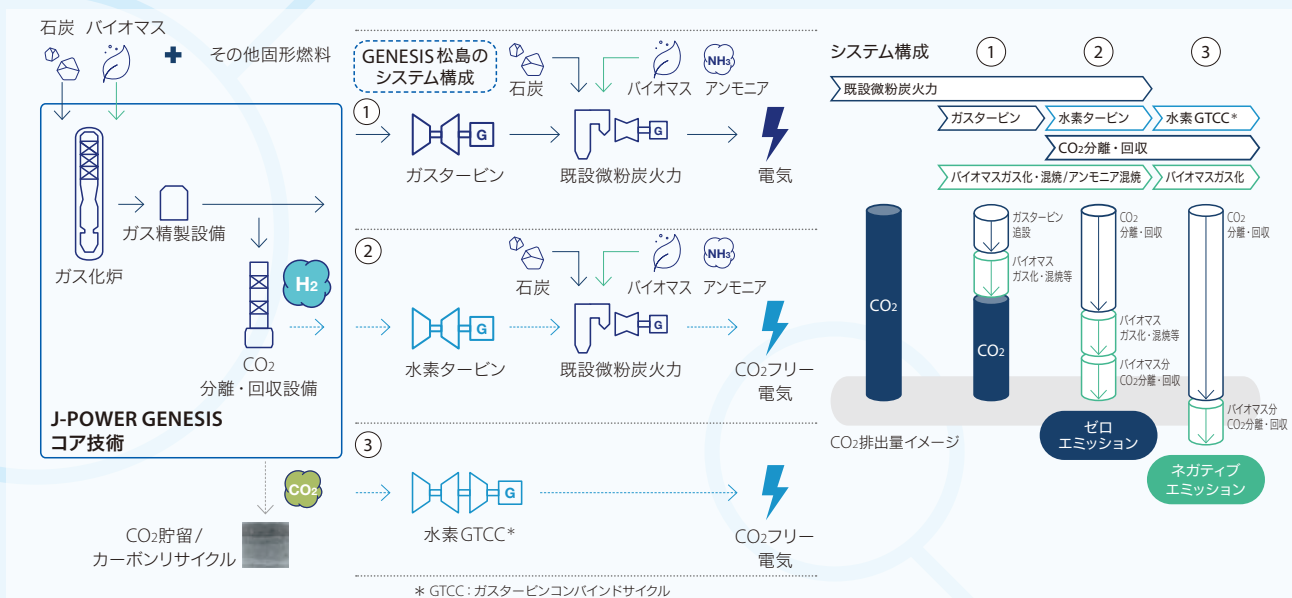 石炭 バイオマス
+ その他固形燃料
ガス化炉
ガス精製設備
H2
CO2
分離・回収設備
J-POWER GENESIS
コア技術
CO2
CO2貯留/
カーボンリサイクル
GENESIS 松島の
システム構成
石炭
バイオマス
NH3
アンモニア
①
G
G
ガスタービン
既設微粉炭火力
電気
②
石炭
バイオマス
NH3
アンモニア
G
G
水素タービン
既設微粉炭火力
CO2フリー
電気
③
G
水素GTCC*
CO2フリー
電気
* GTCC:ガスタービンコンバインドサイクル
システム構成 ① ② ③
既設微粉炭火力
ガスタービン 水素タービン 水素GTCC*
CO2分離・回収
バイオマスガス化・混焼/アンモニア混焼 バイオマスガス化
CO2
ガスタービン
追設
バイオマス
ガス化・混焼等
CO2
CO2
分離・回収
バイオマス
ガス化・混焼等
バイオマス分
CO2分離・回収
CO2
分離・回収
バイオマス分
CO2分離・回収
CO2排出量イメージ
ゼロ
エミッション
ネガティブ
エミッション